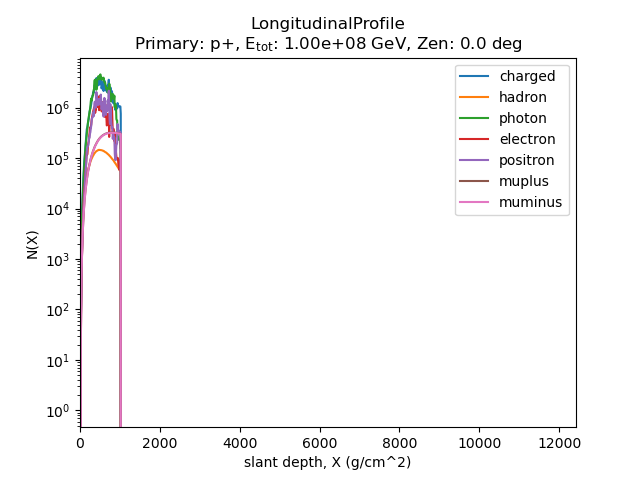 LongitudinalProfile
Primary: p+, E_tot: 1.00e+08 GeV, Zen: 0.0 deg
charged
hadron
photon
electron
positron
muplus
muminus
10^6
10^5
10^4
10^3
10^2
10^1
10^0
N(X)
0 2000 4000 6000 8000 10000 12000
slant depth, X (g/cm^2)